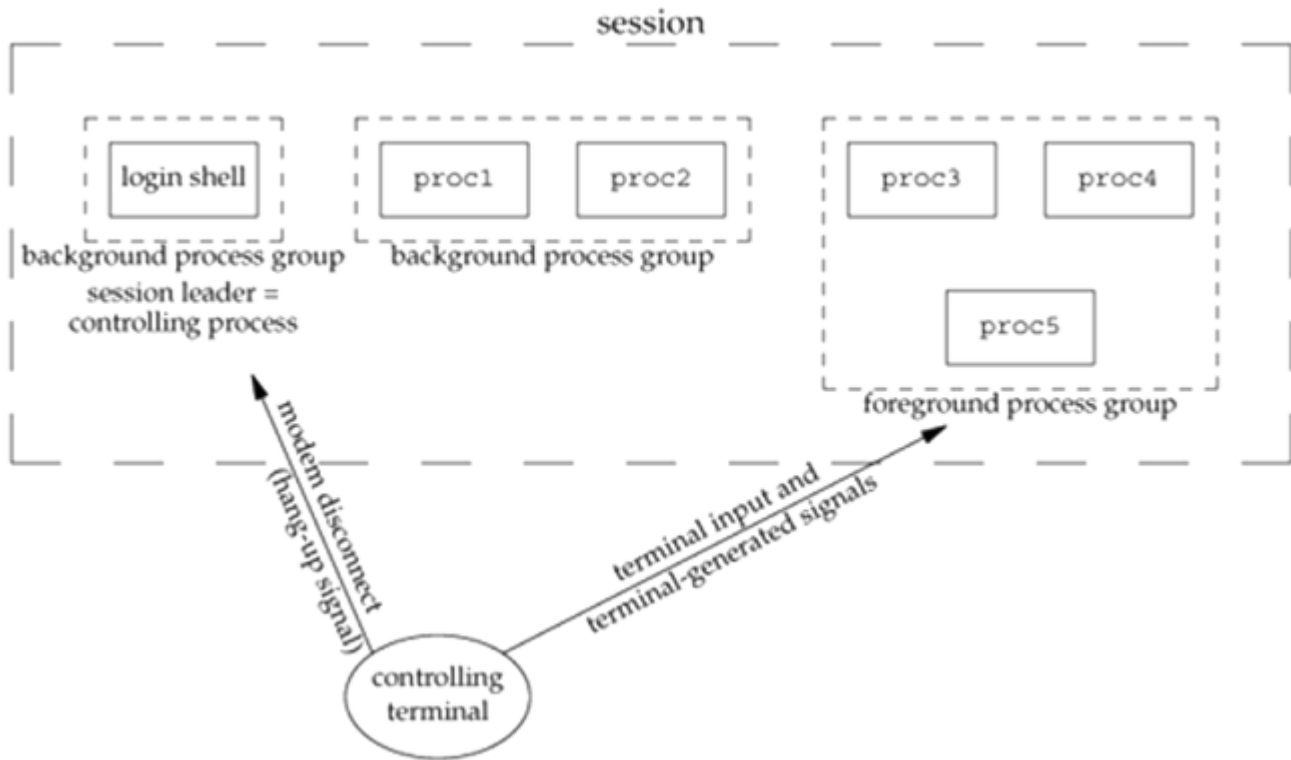 session
login shell
proc1
proc2
proc3
proc4
background process group
session leader =
controlling process
background process group
proc5
foreground process group
modem disconnect
(hang-up signal)
terminal input and
terminal-generated signals
controlling
terminal